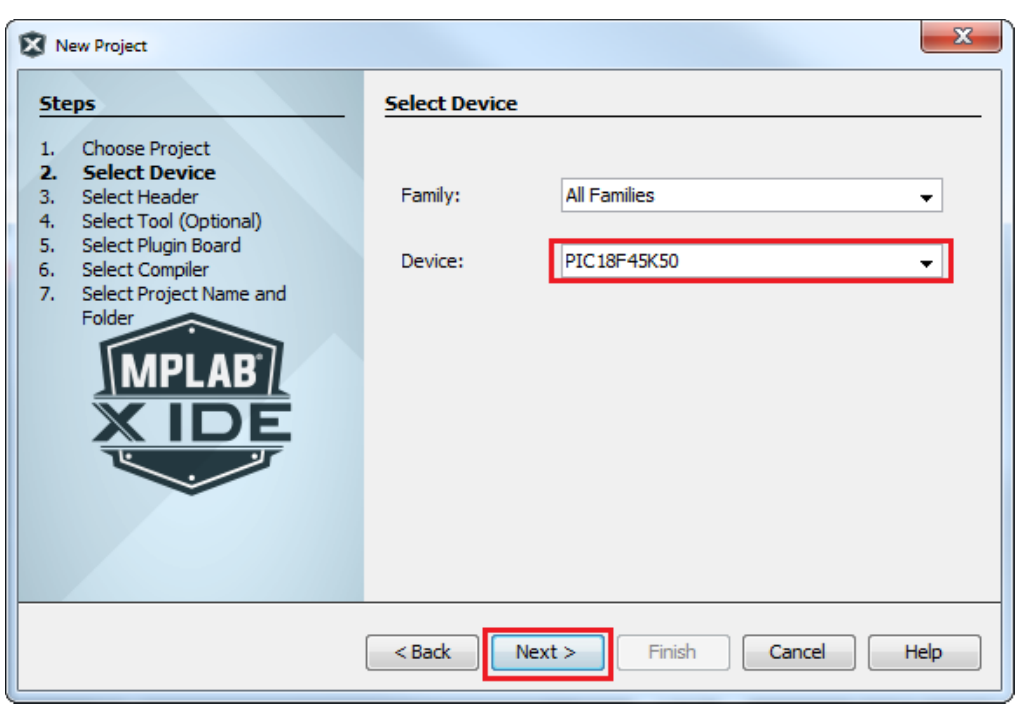 New Project
Steps
1. Choose Project
2. Select Device
3. Select Header
4. Select Tool (Optional)
5. Select Plugin Board
6. Select Compiler
7. Select Project Name and
Folder
MPLAB®
X IDE
Select Device
Family: All Families
Device: PIC18F45K50
< Back Next > Finish Cancel Help